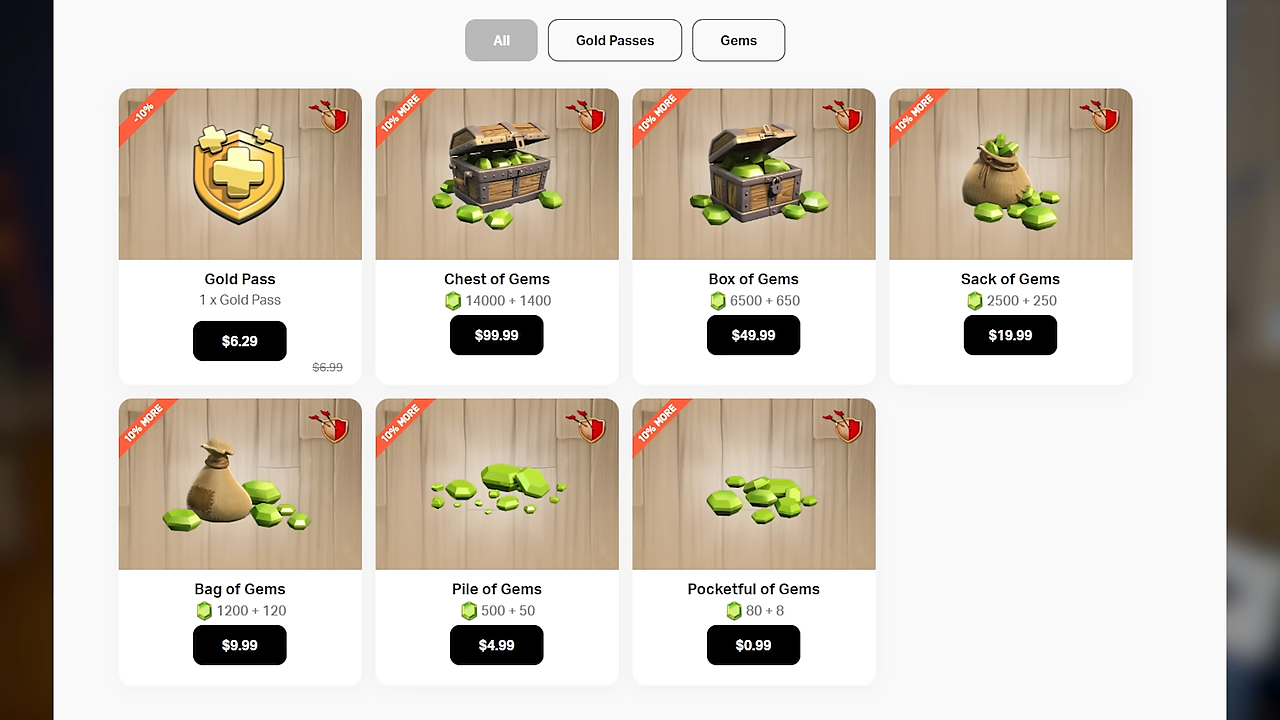 All
Gold Passes
Gems
-10%
10% MORE
10% MORE
10% MORE
Gold Pass
1 x Gold Pass
$6.29
$6.99
Chest of Gems
14000 + 1400
$99.99
Box of Gems
6500 + 650
$49.99
Sack of Gems
2500 + 250
$19.99
10% MORE
10% MORE
10% MORE
Bag of Gems
1200 + 120
$9.99
Pile of Gems
500 + 50
$4.99
Pocketful of Gems
80 + 8
$0.99